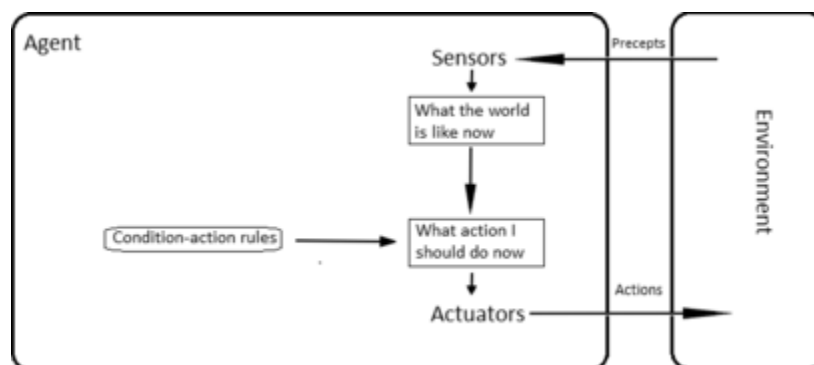 Agent
Precepts
Sensors
What the world
is like now
Environment
Condition-action rules
What action I
should do now
Actions
Actuators